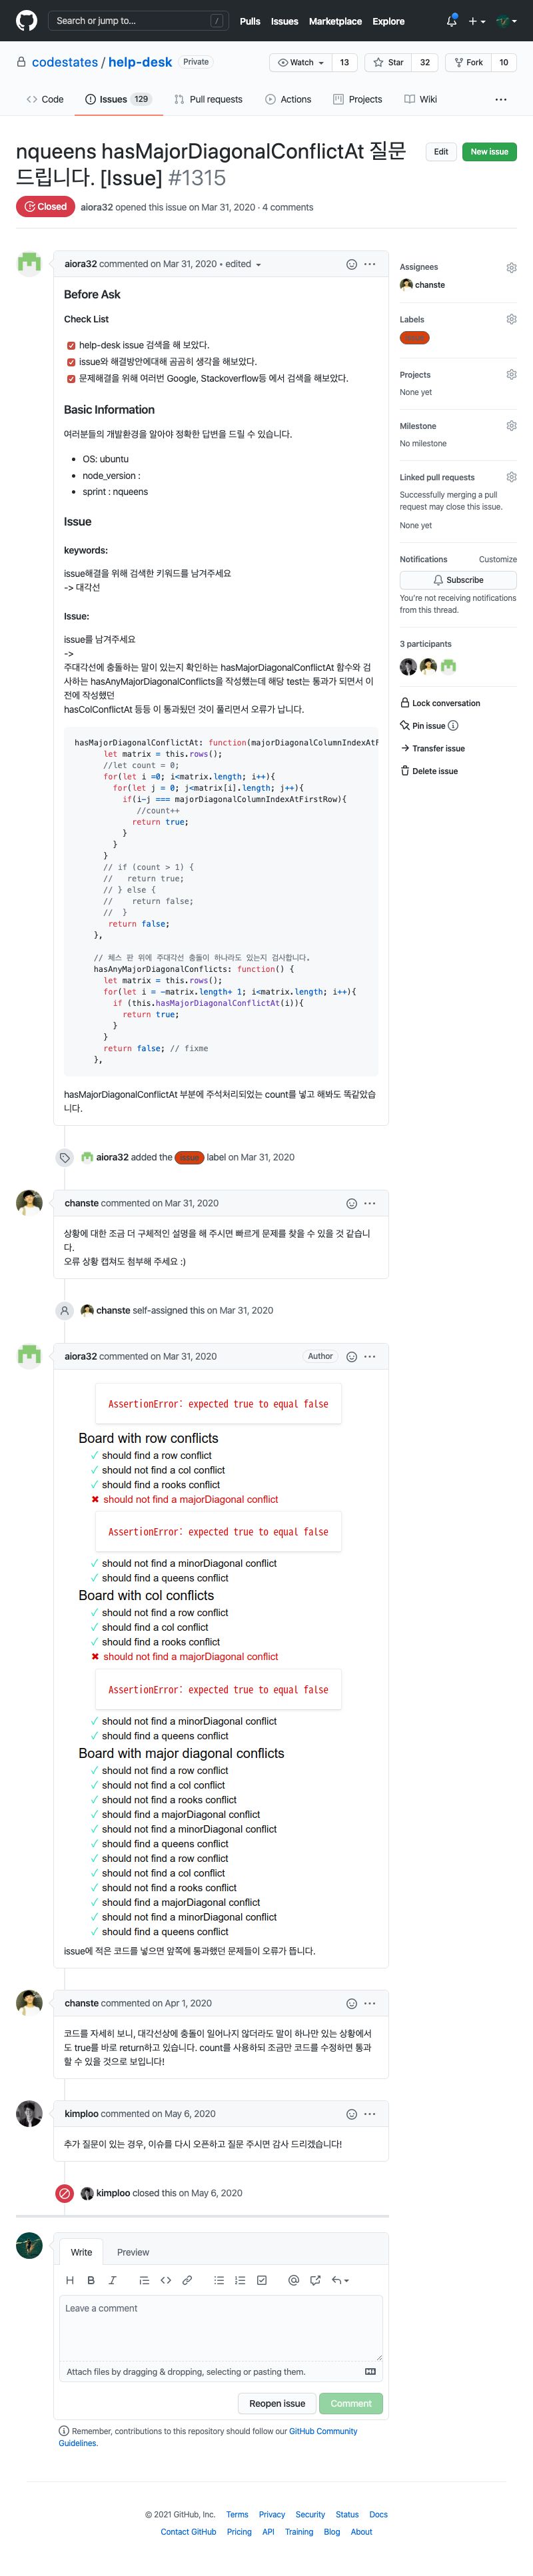 Search or jump to...
/
Pulls Issues Marketplace Explore
codestates / help-desk Private
Watch 13 Star 32 Fork 10
Code Issues 129 Pull requests Actions Projects Wiki
nqueens hasMajorDiagonalConflictAt 질문
드립니다. [Issue] #1315
Edit New issue
Closed aiora32 opened this issue on Mar 31, 2020 · 4 comments
aiora32 commented on Mar 31, 2020 • edited
Before Ask
Check List
help-desk issue 검색을 해 보았다.
issue와 해결방안에대해 곰곰히 생각을 해보았다.
문제해결을 위해 여러번 Google, Stackoverflow등 에서 검색을 해보았다.
Basic Information
여러분들의 개발환경을 알아야 정확한 답변을 드릴 수 있습니다.
OS: ubuntu
node_version :
sprint : nqueens
Issue
keywords:
issue해결을 위해 검색한 키워드를 남겨주세요
-> 대각선
Issue:
issue를 남겨주세요
->
주대각선에 충돌하는 말이 있는지 확인하는 hasMajorDiagonalConflictAt 함수와 검
사하는 hasAnyMajorDiagonalConflicts을 작성했는데 해당 test는 통과가 되면서 이
전에 작성했던
hasColConflictAt 등등 이 통과됬던 것이 풀리면서 오류가 납니다.
hasMajorDiagonalConflictAt: function(majorDiagonalColumnIndexAtF
let matrix = this.rows();
//let count = 0;
for(let i =0; i<matrix.length; i++){
for(let j = 0; j<matrix[i].length; j++){
if(i-j === majorDiagonalColumnIndexAtFirstRow){
//count++
return true;
}
}
}
// if (count > 1) {
//   return true;
// } else {
//    return false;
//  }
return false;
},
// 체스 판 위에 주대각선 충돌이 하나라도 있는지 검사합니다.
hasAnyMajorDiagonalConflicts: function() {
let matrix = this.rows();
for(let i = -matrix.length+ 1; i<matrix.length; i++){
if (this.hasMajorDiagonalConflictAt(i)){
return true;
}
}
return false; // fixme
},
hasMajorDiagonalConflictAt 부분에 주석처리되었는 count를 넣고 해봐도 똑같았습
니다.
aiora32 added the issue label on Mar 31, 2020
chanste commented on Mar 31, 2020
상황에 대한 조금 더 구체적인 설명을 해 주시면 빠르게 문제를 찾을 수 있을 것 같습니
다.
오류 상황 캡쳐도 첨부해 주세요 :)
chanste self-assigned this on Mar 31, 2020
aiora32 commented on Mar 31, 2020 Author
AssertionError: expected true to equal false
Board with row conflicts
✓ should find a row conflict
✓ should not find a col conflict
✓ should find a rooks conflict
✖ should not find a majorDiagonal conflict
AssertionError: expected true to equal false
✓ should not find a minorDiagonal conflict
✓ should find a queens conflict
Board with col conflicts
✓ should not find a row conflict
✓ should find a col conflict
✓ should find a rooks conflict
✖ should not find a majorDiagonal conflict
AssertionError: expected true to equal false
✓ should not find a minorDiagonal conflict
✓ should find a queens conflict
Board with major diagonal conflicts
✓ should not find a row conflict
✓ should not find a col conflict
✓ should not find a rooks conflict
✓ should find a majorDiagonal conflict
✓ should not find a minorDiagonal conflict
✓ should find a queens conflict
✓ should not find a row conflict
✓ should not find a col conflict
✓ should not find a rooks conflict
✓ should find a majorDiagonal conflict
✓ should not find a minorDiagonal conflict
✓ should find a queens conflict
issue에 적은 코드를 넣으면 앞쪽에 통과했던 문제들이 오류가 뜹니다.
chanste commented on Apr 1, 2020
코드를 자세히 보니, 대각선상에 충돌이 일어나지 않더라도 말이 하나만 있는 상황에서
도 true를 바로 return하고 있습니다. count를 사용하되 조금만 코드를 수정하면 통과
할 수 있을 것으로 보입니다!
kimploo commented on May 6, 2020
추가 질문이 있는 경우, 이슈를 다시 오픈하고 질문 주시면 감사 드리겠습니다!
kimploo closed this on May 6, 2020
Write Preview
Leave a comment
Attach files by dragging & dropping, selecting or pasting them.
Reopen issue Comment
Remember, contributions to this repository should follow our GitHub Community
Guidelines.
Assignees
chanste
Labels
issue
Projects
None yet
Milestone
No milestone
Linked pull requests
Successfully merging a pull
request may close this issue.
None yet
Notifications Customize
Subscribe
You're not receiving notifications
from this thread.
3 participants
Lock conversation
Pin issue
Transfer issue
Delete issue
© 2021 GitHub, Inc. Terms Privacy Security Status Docs
Contact GitHub Pricing API Training Blog About